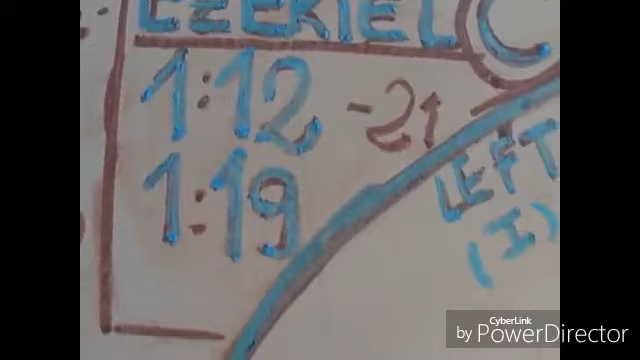 EZEKIEL
1:12 -21
1:19
C
LEFT
(I)
CyberLink
by PowerDirector